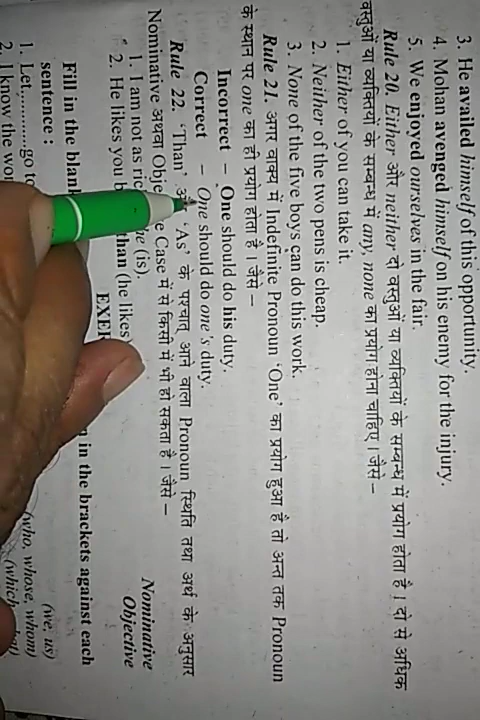 3. He availed himself of this opportunity.
4. Mohan avenged himself on his enemy for the injury.
5. We enjoyed ourselves in the fair.
Rule 20. Either और neither दो वस्तुओं या व्यक्तियों के सम्बन्ध में प्रयोग होता है। दो से अधिक
वस्तुओं या व्यक्तियों के सम्बन्ध में any, none का प्रयोग होना चाहिए। जैसे–
1. Either of you can take it.
2. Neither of the two pens is cheap.
3. None of the five boys can do this work.
Rule 21. अगर वाक्य में Indefinite Pronoun 'One' का प्रयोग हुआ है तो अन्त तक Pronoun
के स्थान पर one का ही प्रयोग होता है। जैसे –
Incorrect – One should do his duty.
Correct – One should do one's duty.
Rule 22. 'Than' 'As' के पश्चात् आने वाला Pronoun स्थिति तथा अर्थ के अनुसार
Nominative अथवा Case में से किसी में भी हो सकता है। जैसे –
1. I am not as (is). Nominative
2. He likes you than (he likes) Objective
Fill in the in the brackets against each
sentence :
1. Let............go (we, us)
2. I know the (who, whose, whom)